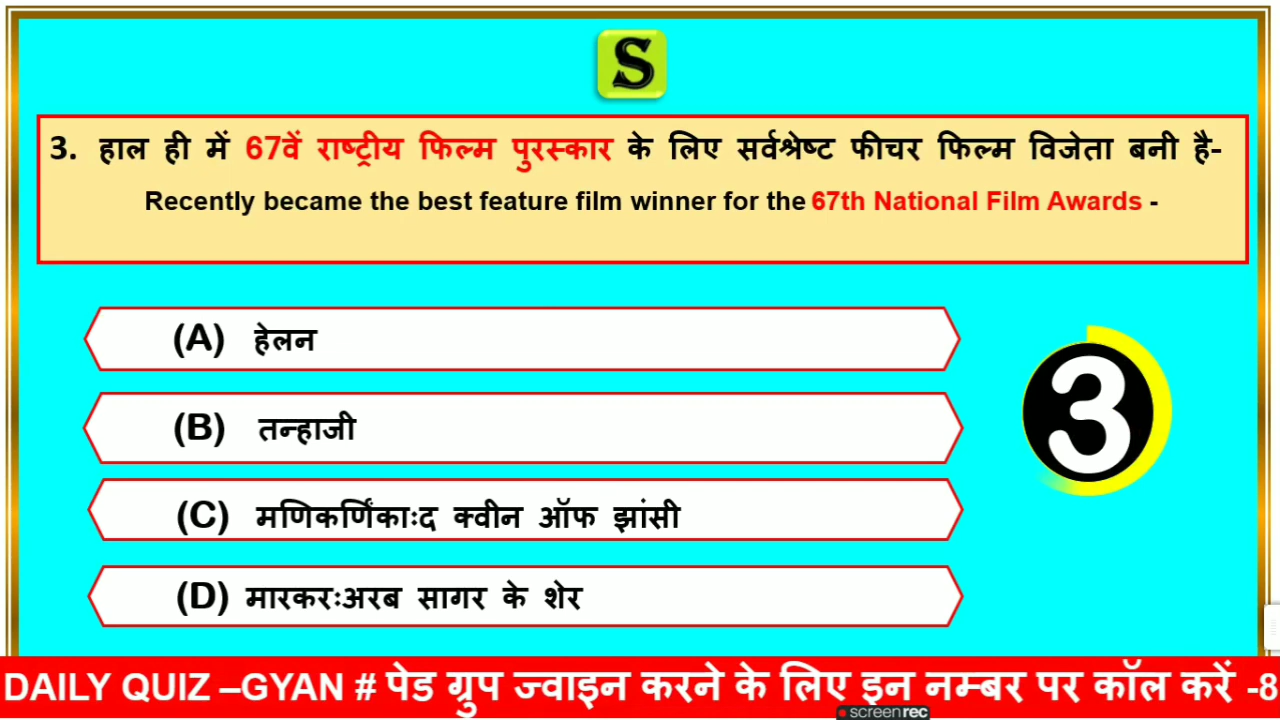 S
3. हाल ही में 67वें राष्ट्रीय फिल्म पुरस्कार के लिए सर्वश्रेष्ट फीचर फिल्म विजेता बनी है-
Recently became the best feature film winner for the 67th National Film Awards -
(A) हेलन
(B) तन्हाजी
(C) मणिकर्णिंकाः द क्वीन ऑफ झांसी
(D) मारकरः अरब सागर के शेर
3
DAILY QUIZ –GYAN # पेड ग्रुप ज्वाइन करने के लिए इन नम्बर पर कॉल करें -8
screenrec